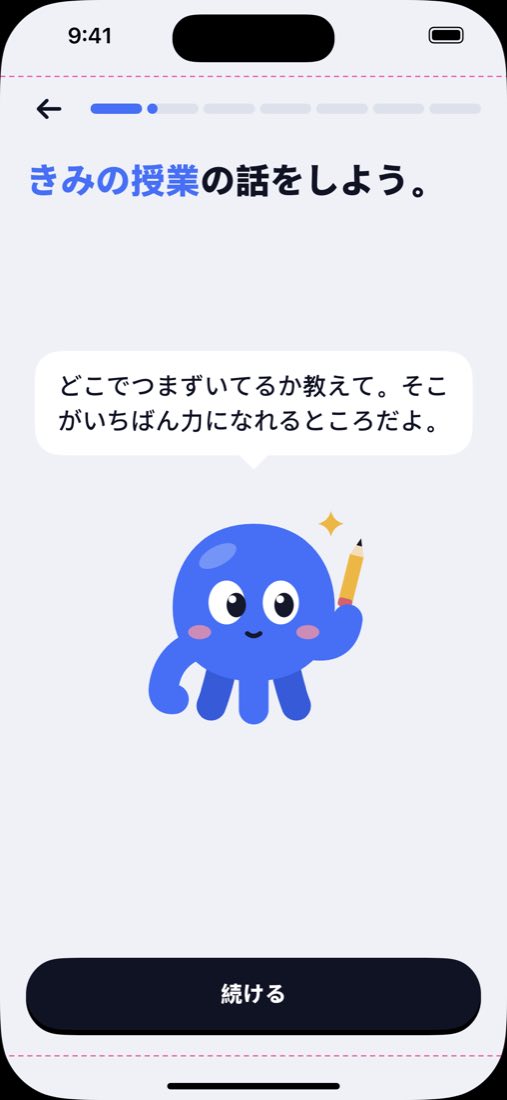 9:41
きみの授業の話をしよう。
どこでつまずいてるか教えて。そこ
がいちばん力になれるところだよ。
続ける